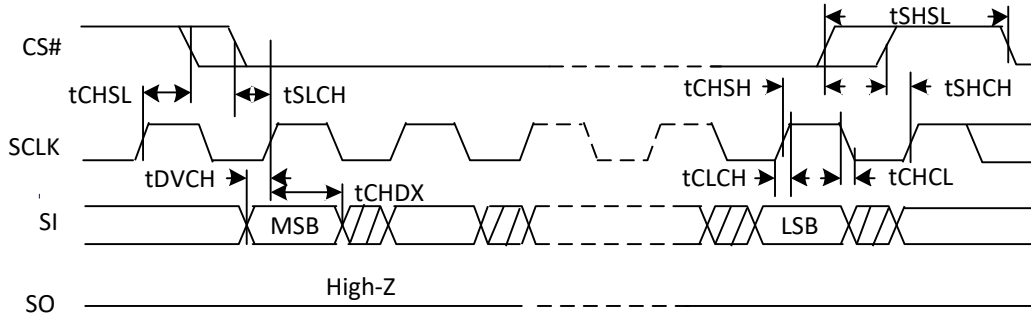 tSHSL
CS#
tCHSL
tSLCH
tCHSH
tSHCH
SCLK
tDVCH
tCHDX
tCLCH
tCHCL
SI
MSB
LSB
High-Z
SO